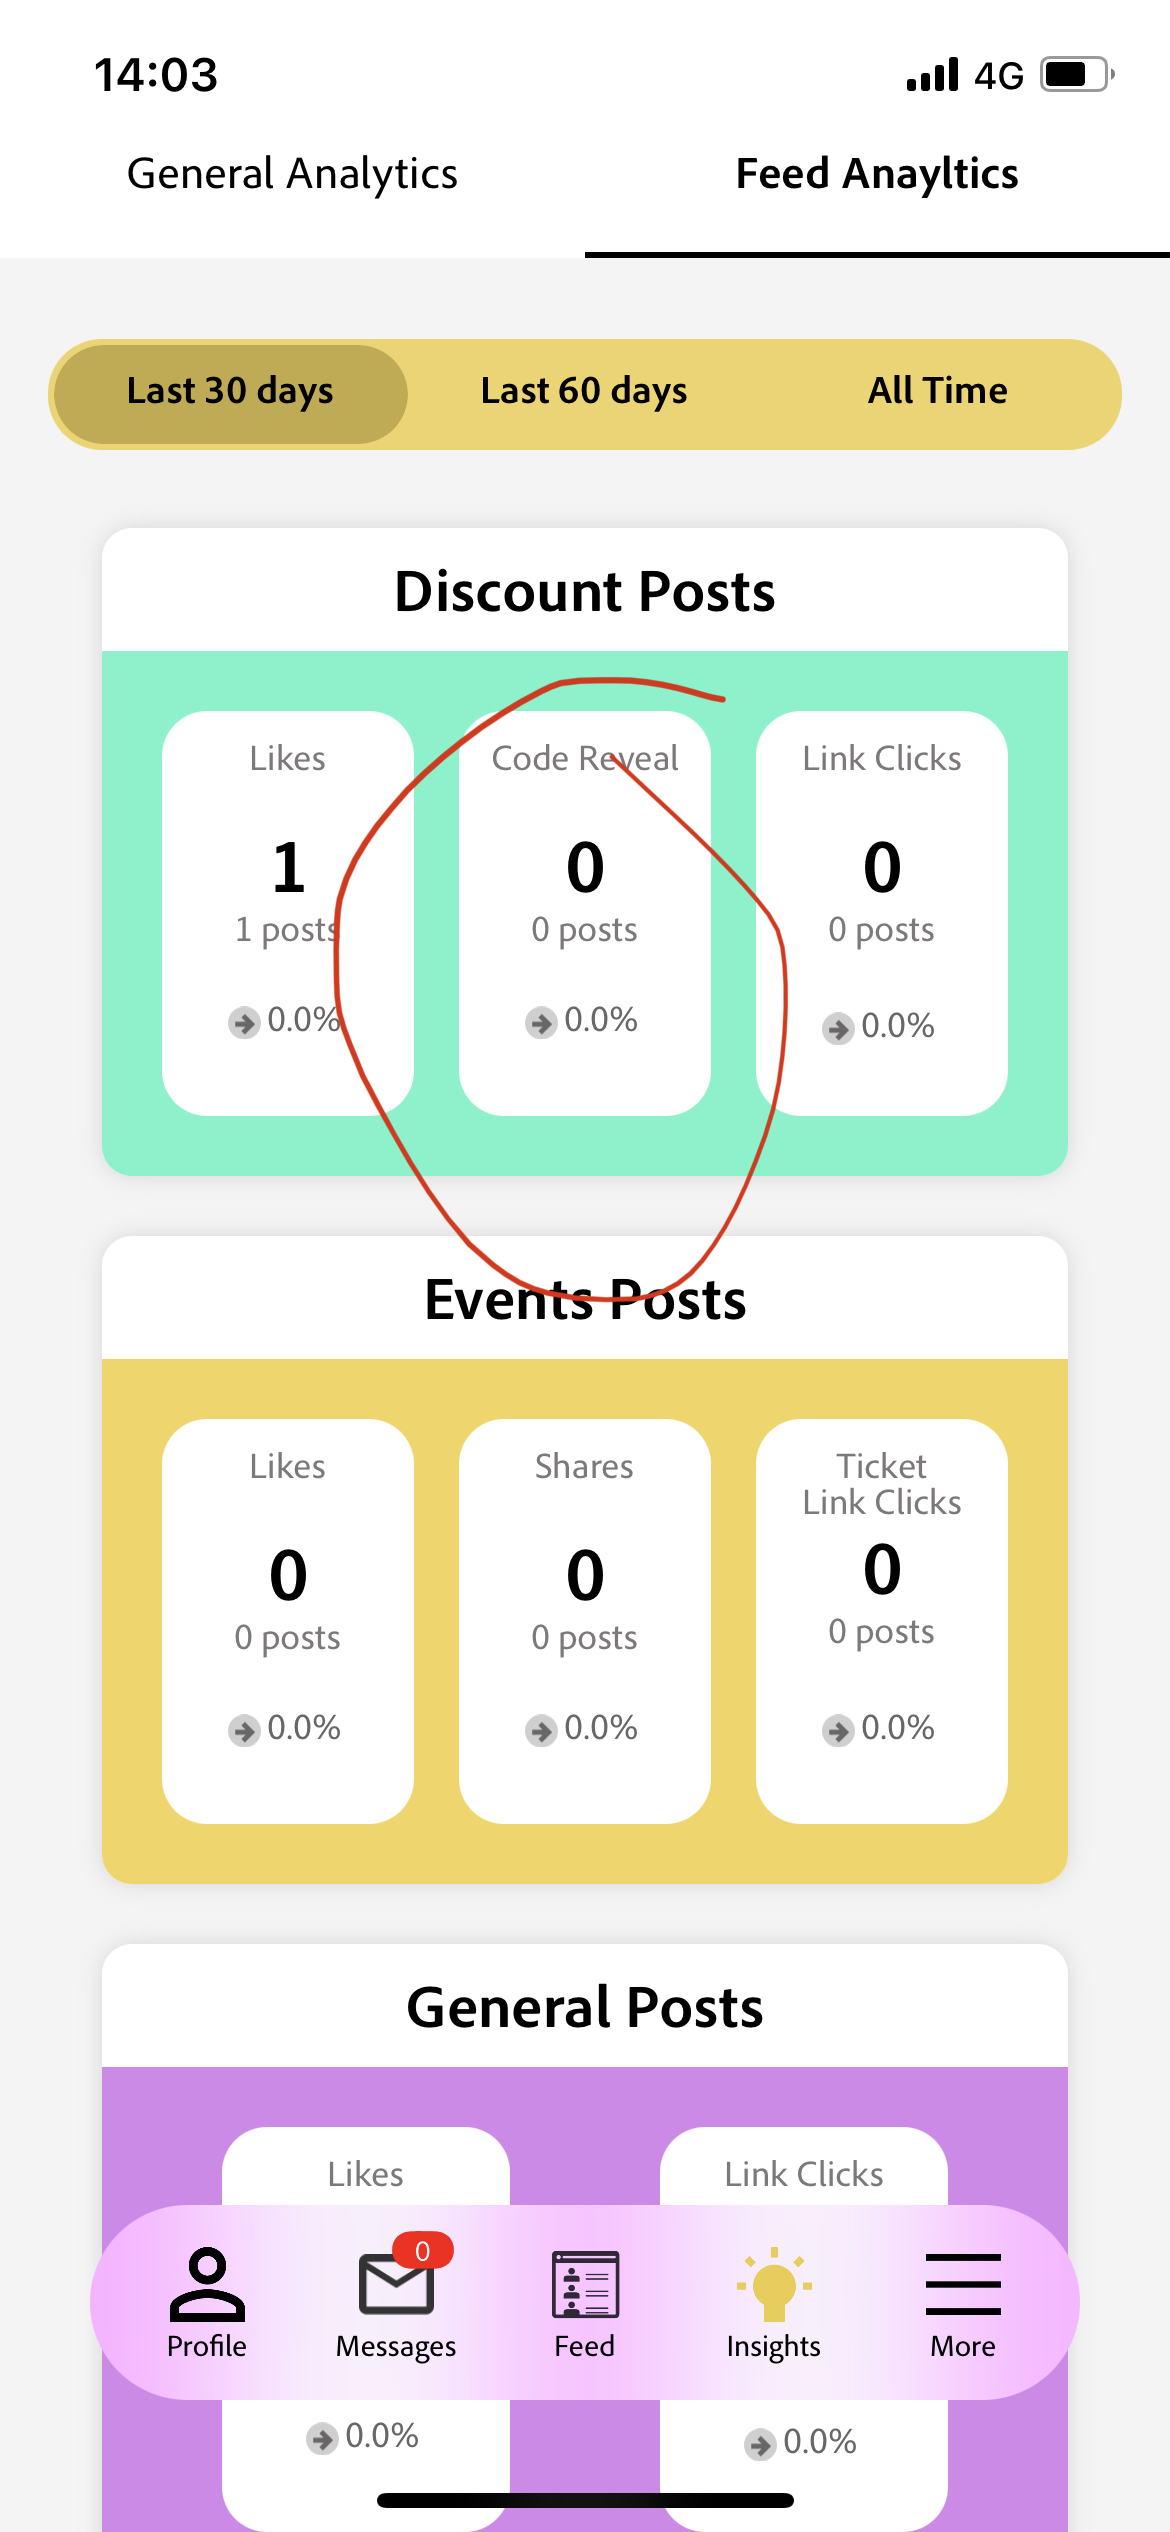 14:03
4G
General Analytics
Feed Anayltics
Last 30 days
Last 60 days
All Time
Discount Posts
Likes
Code Reveal
Link Clicks
1
0
0
1 posts
0 posts
0 posts
0.0%
0.0%
0.0%
Events Posts
Likes
Shares
Ticket
Link Clicks
0
0
0
0 posts
0 posts
0 posts
0.0%
0.0%
0.0%
General Posts
Likes
Link Clicks
0
Profile
Messages
Feed
Insights
More
0.0%
0.0%